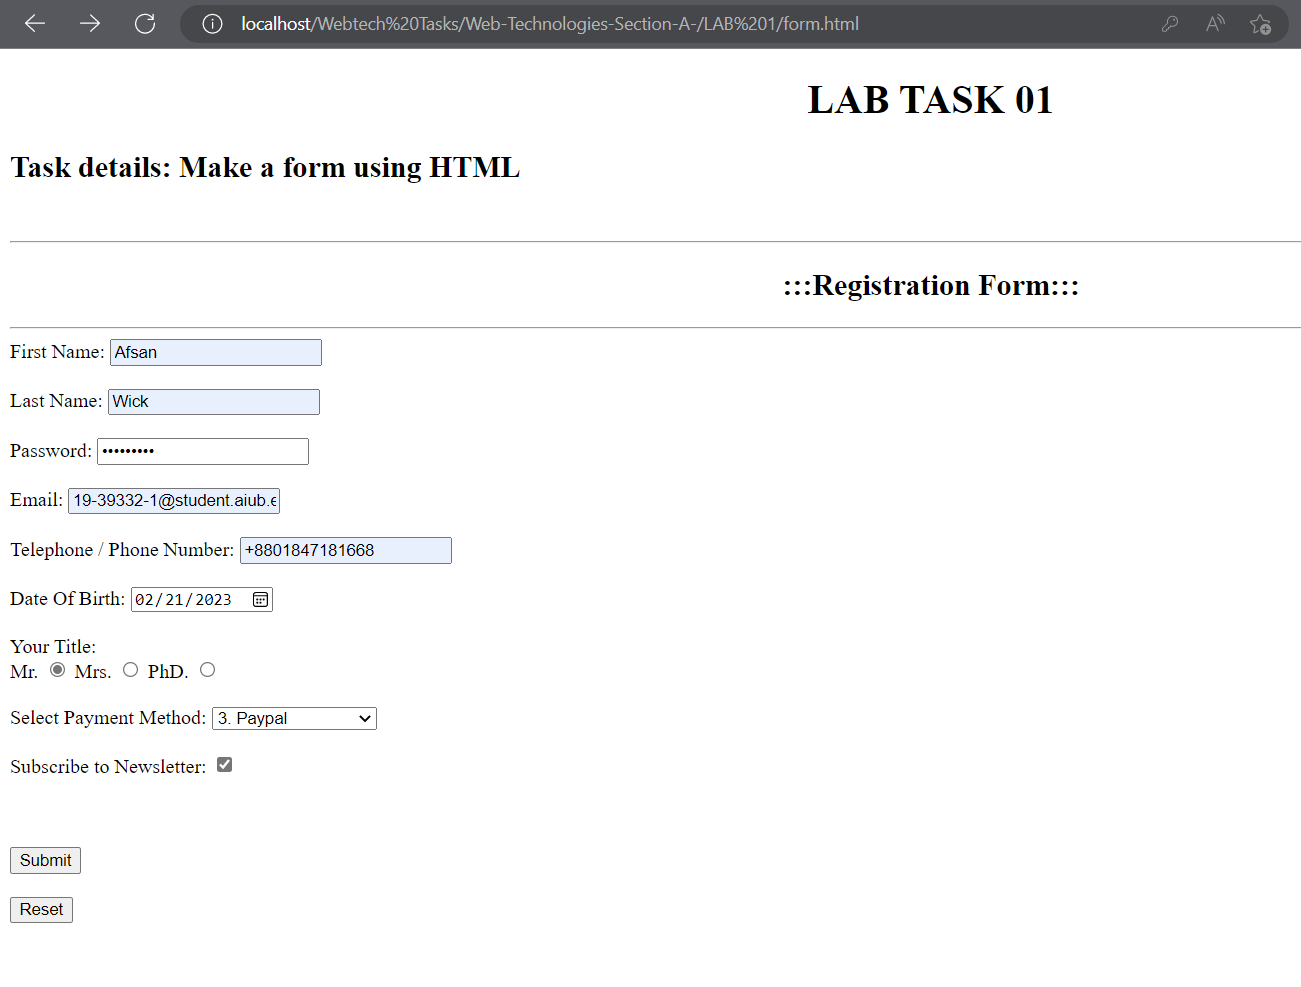 localhost/Webtech%20Tasks/Web-Technologies-Section-A-/LAB%201/form.html
LAB TASK 01
Task details: Make a form using HTML
:::Registration Form:::
First Name: Afsan
Last Name: Wick
Password: •••••••••
Email: 19-39332-1@student.aiub.e
Telephone / Phone Number: +8801847181668
Date Of Birth: 02/21/2023
Your Title:
Mr. Mrs. PhD.
Select Payment Method: 3. Paypal
Subscribe to Newsletter:
Submit
Reset